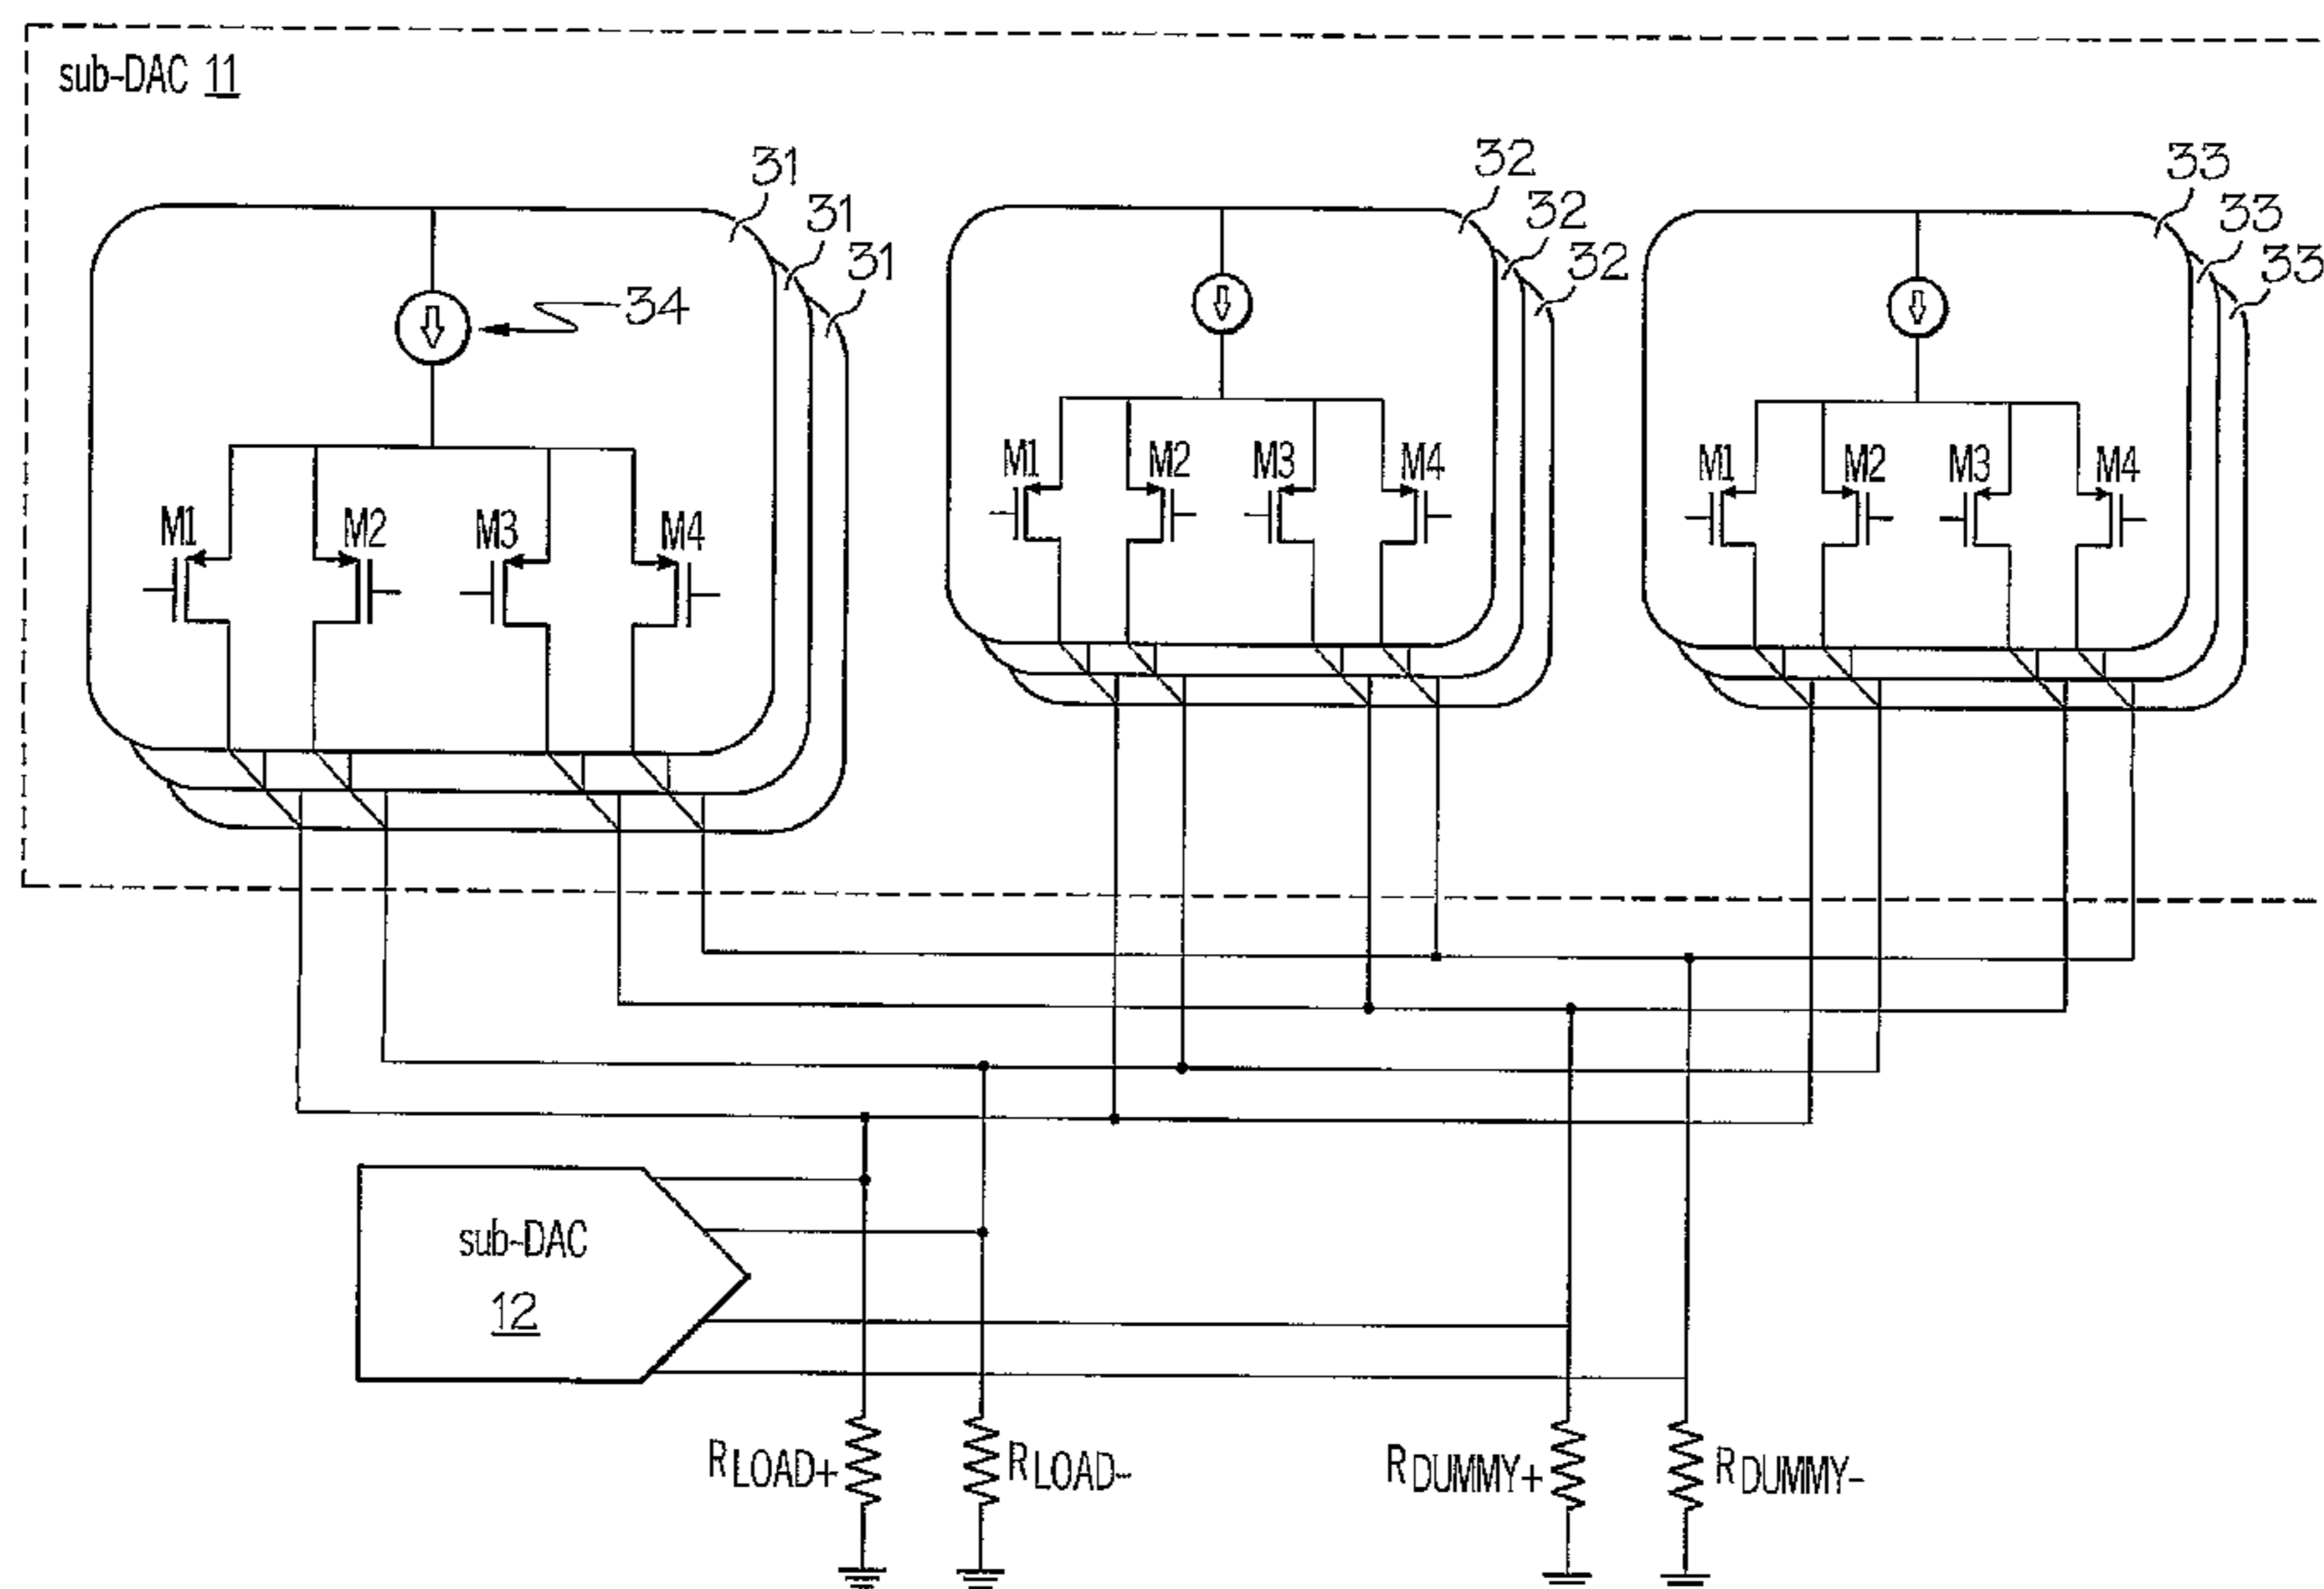 sub-DAC 11
31
31
31
32
32
32
33
33
33
34
M1 M2 M3 M4
M1 M2 M3 M4
M1 M2 M3 M4
sub-DAC
12
RLOAD+
RLOAD-
RDUMMY+
RDUMMY-